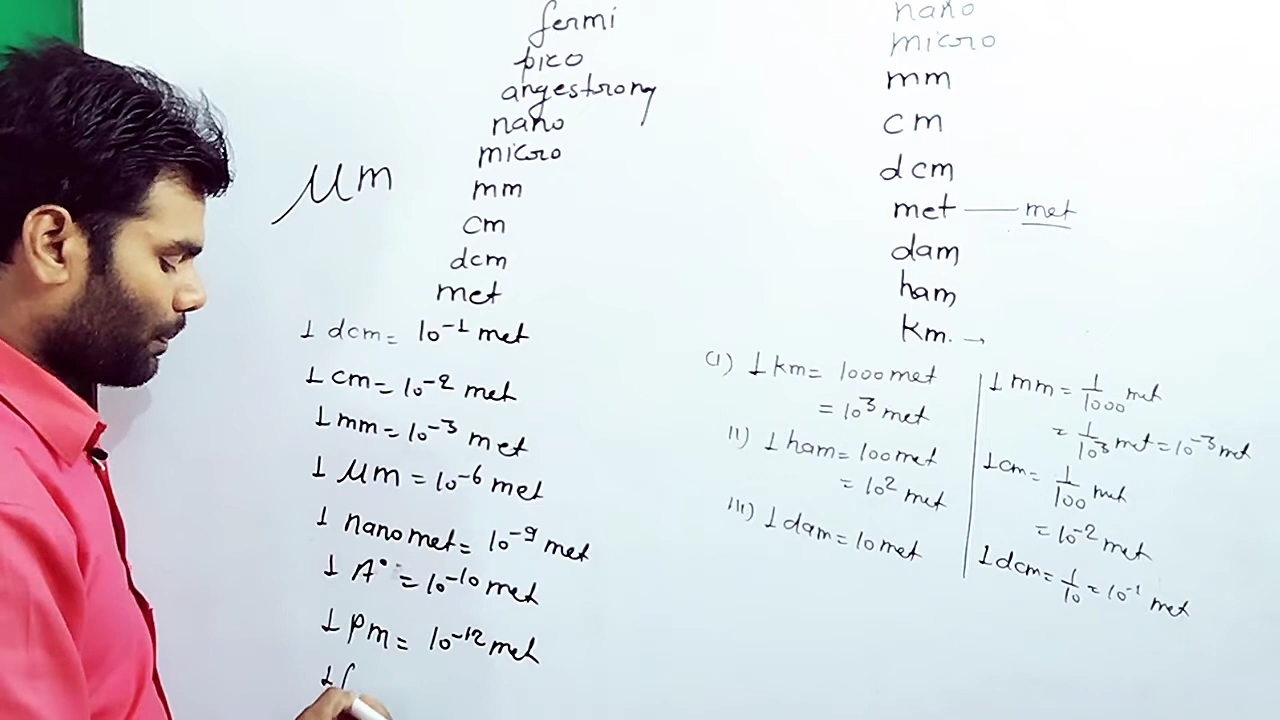 fermi
pico
angestrong
nano
micro
μm
mm
cm
dcm
met
1 dcm = 10⁻¹ met
1 cm = 10⁻² met
1 mm = 10⁻³ met
1 μm = 10⁻⁶ met
1 nanomet = 10⁻⁹ met
1 A° = 10⁻¹⁰ met
1 pm = 10⁻¹² met
1 f
nano
micro
mm
cm
dcm
met — met
dam
ham
km. →
(I) 1 km = 1000 met
= 10³ met
II) 1 ham = 100 met
= 10² met
III) 1 dam = 10 met
1 mm = 1/1000 met
= 1/10³ met = 10⁻³ met
1 cm = 1/100 met
= 10⁻² met
1 dcm = 1/10 = 10⁻¹ met